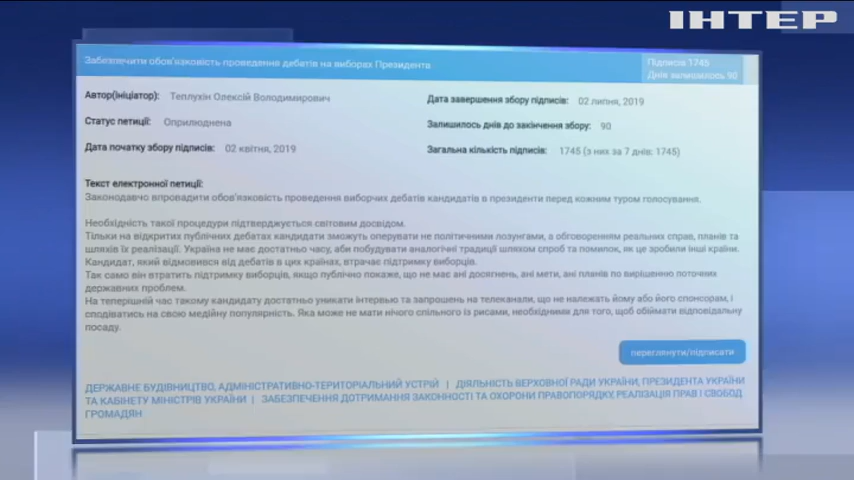 ІНТЕР
Забезпечити обов'язковість проведення дебатів на виборах Президента
Підписів 1745
Днів залишилось 90
Автор(ініціатор): Теплухін Олексій Володимирович
Дата завершення збору підписів: 02 липня, 2019
Статус петиції: Оприлюднена
Залишилось днів до закінчення збору: 90
Дата початку збору підписів: 02 квітня, 2019
Загальна кількість підписів: 1745 (з них за 7 днів: 1745)
Текст електронної петиції:
Законодавчо впровадити обов'язковість проведення виборчих дебатів кандидатів в президенти перед кожним туром голосування.
Необхідність такої процедури підтверджується світовим досвідом.
Тільки на відкритих публічних дебатах кандидати зможуть оперувати не політичними лозунгами, а обговоренням реальних справ, планів та
шляхів їх реалізації. Україна не має достатньо часу, аби побудувати аналогічні традиції шляхом спроб та помилок, як це зробили інші країни.
Кандидат, який відмовився від дебатів в цих країнах, втрачає підтримку виборців.
Так само він втратить підтримку виборців, якщо публічно покаже, що не має ані досягнень, ані мети, ані планів по вирішенню поточних
державних проблем.
На теперішній час такому кандидату достатньо уникати інтервью та запрошень на телеканали, що не належать йому або його спонсорам, і
сподіватись на свою медійну популярність. Яка може не мати нічого спільного із рисами, необхідними для того, щоб обіймати відповідальну
посаду.
переглянути/підписати
ДЕРЖАВНЕ БУДІВНИЦТВО, АДМІНІСТРАТИВНО-ТЕРИТОРІАЛЬНИЙ УСТРІЙ | ДІЯЛЬНІСТЬ ВЕРХОВНОЇ РАДИ УКРАЇНИ, ПРЕЗИДЕНТА УКРАЇНИ
ТА КАБІНЕТУ МІНІСТРІВ УКРАЇНИ | ЗАБЕЗПЕЧЕННЯ ДОТРИМАННЯ ЗАКОННОСТІ ТА ОХОРОНИ ПРАВОПОРЯДКУ, РЕАЛІЗАЦІЯ ПРАВ І СВОБОД
ГРОМАДЯН